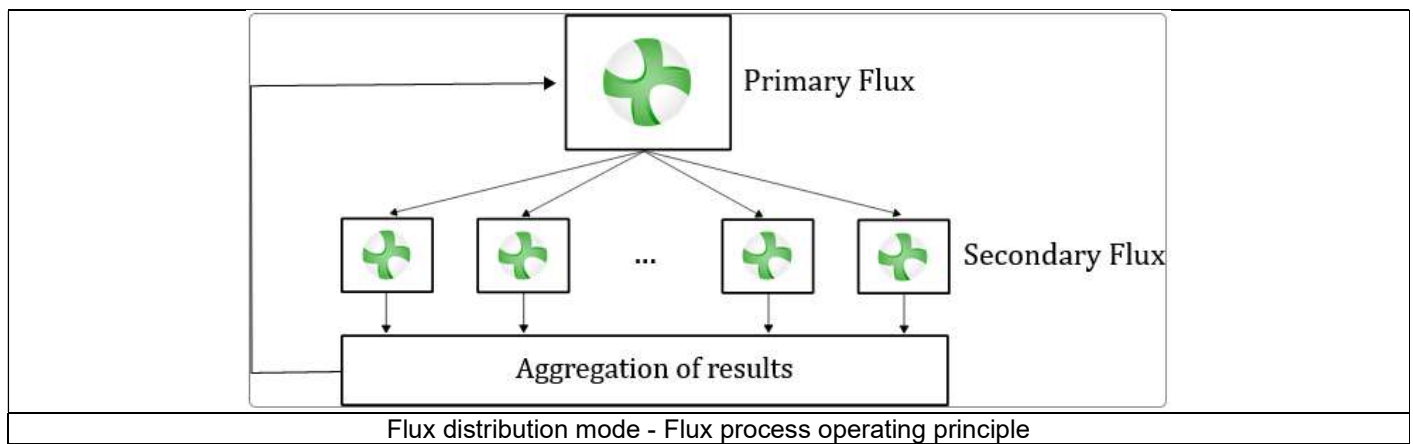 Primary Flux
...
Secondary Flux
Aggregation of results
Flux distribution mode - Flux process operating principle